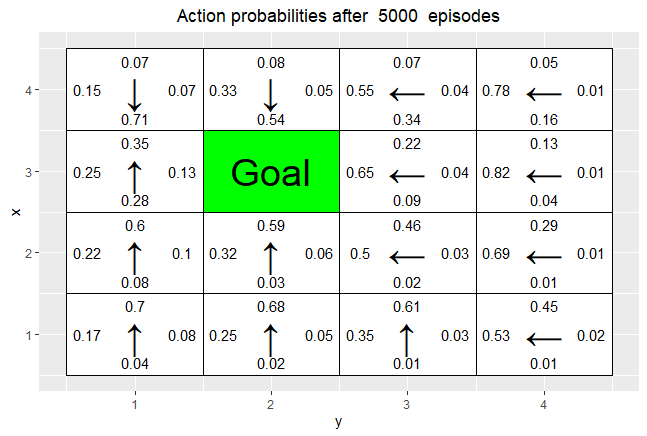 Action probabilities after 5000 episodes
0.07 0.08 0.07 0.05
4 0.15 0.07 0.33 0.05 0.55 0.04 0.78 0.01
0.71 0.54 0.34 0.16
0.35 0.22 0.13
3 0.25 0.13 Goal 0.65 0.04 0.82 0.01
0.28 0.09 0.04
x
0.6 0.59 0.46 0.29
2 0.22 0.1 0.32 0.06 0.5 0.03 0.69 0.01
0.08 0.03 0.02 0.01
0.7 0.68 0.61 0.45
1 0.17 0.08 0.25 0.05 0.35 0.03 0.53 0.02
0.04 0.02 0.01 0.01
1 2 3 4
y